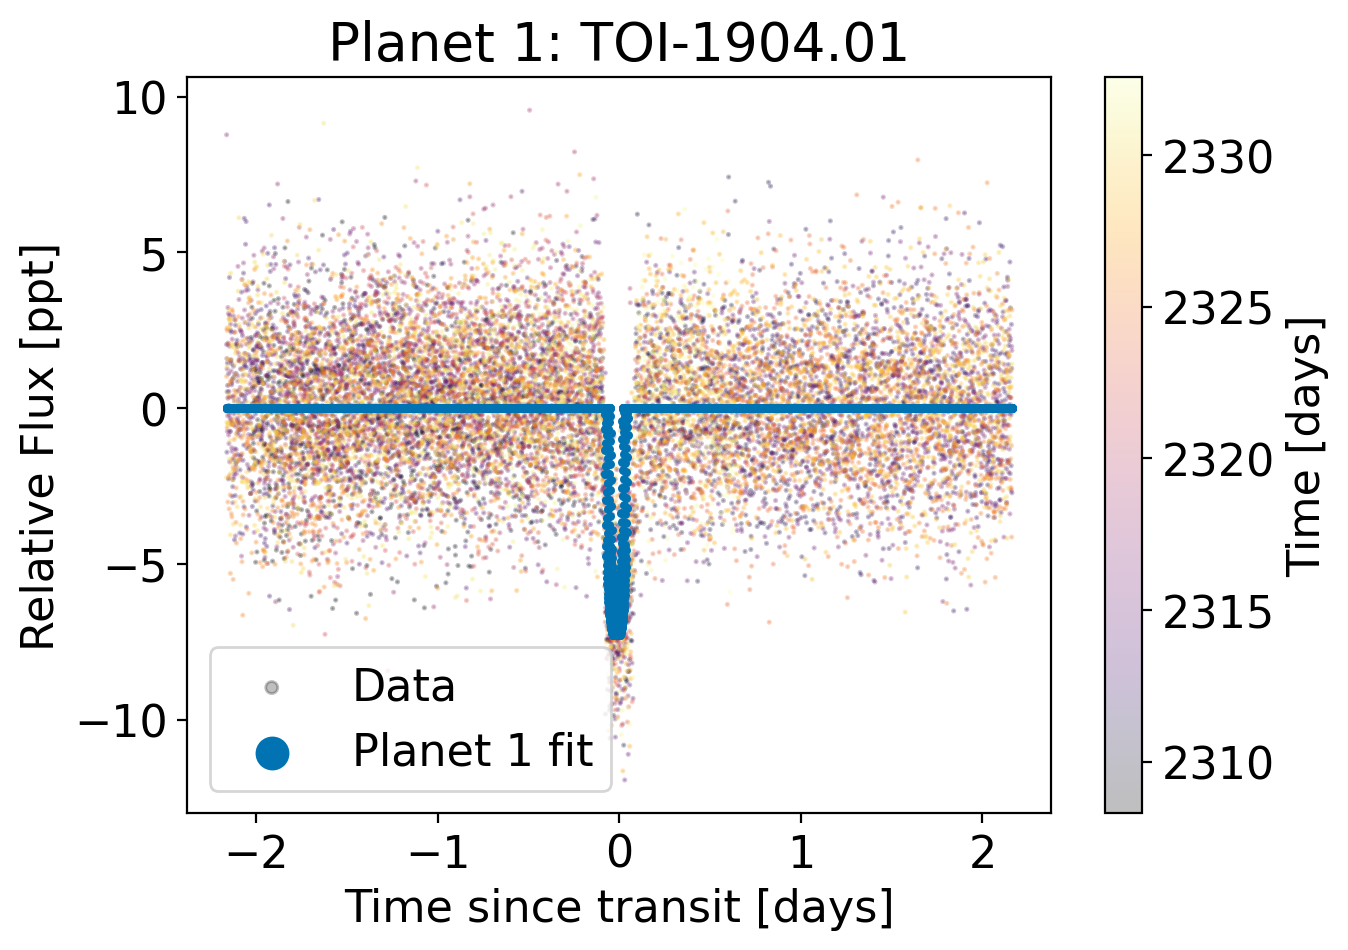 Planet 1: TOI-1904.01
10
5
0
−5
−10
Relative Flux [ppt]
Data
Planet 1 fit
−2
−1
0
1
2
Time since transit [days]
2330
2325
2320
2315
2310
Time [days]